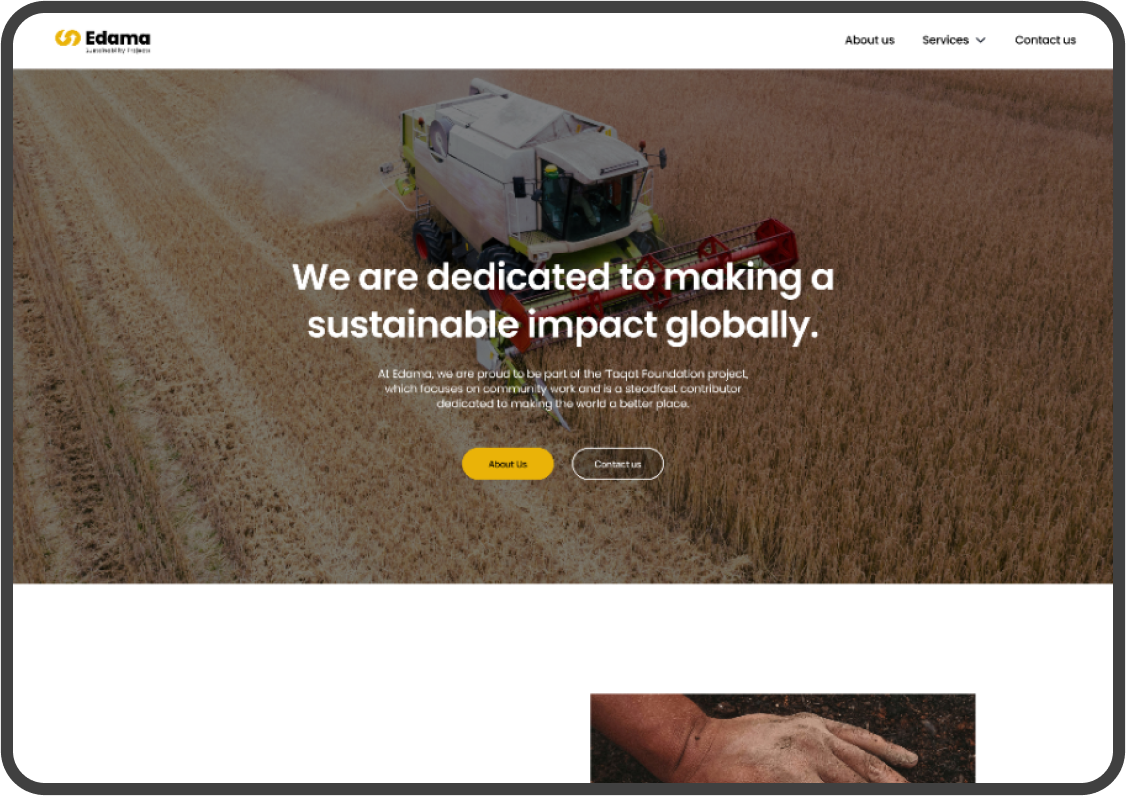 Edama
Sustainability Projects
About us
Services
Contact us
We are dedicated to making a
sustainable impact globally.
At Edama, we are proud to be part of the 'Taqat Foundation project,
which focuses on community work and is a steadfast contributor
dedicated to making the world a better place.
About Us
Contact us